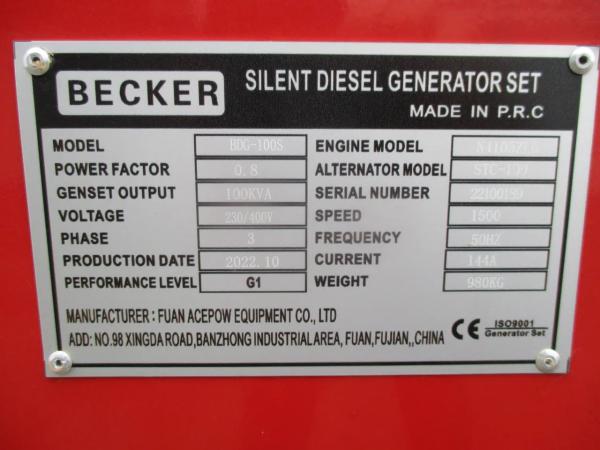 BECKER
SILENT DIESEL GENERATOR SET
MADE IN P.R.C
MODEL BDG-100S
POWER FACTOR 0.8
GENSET OUTPUT 100KVA
VOLTAGE 230/400V
PHASE 3
PRODUCTION DATE 2022.10
PERFORMANCE LEVEL G1
ENGINE MODEL
ALTERNATOR MODEL
SERIAL NUMBER
SPEED 1500
FREQUENCY 50HZ
CURRENT 144A
WEIGHT 980KG
MANUFACTURER : FUAN ACEPOW EQUIPMENT CO., LTD
ADD: NO.98 XINGDA ROAD,BANZHONG INDUSTRIAL AREA, FUAN,FUJIAN,,CHINA
CE ISO9001
Generator Set